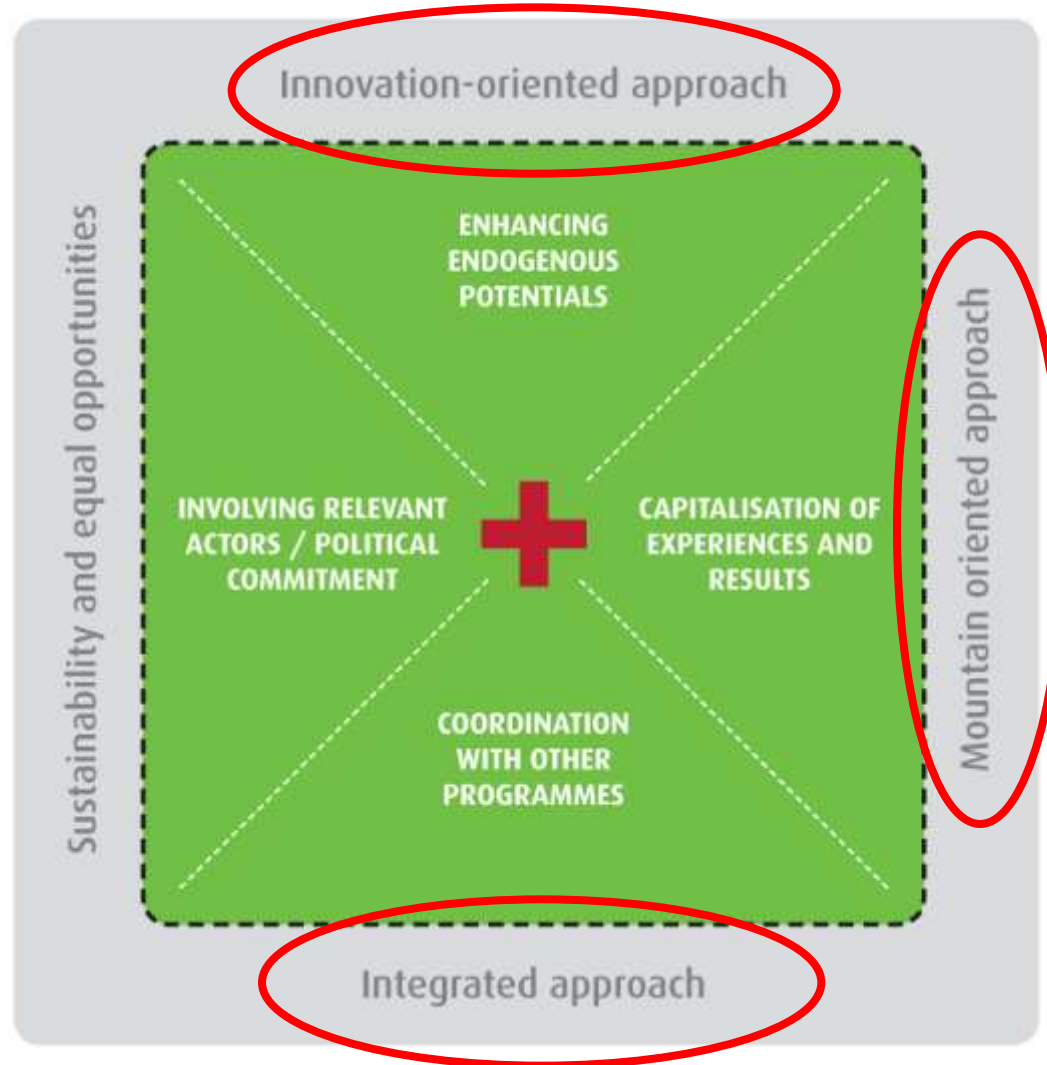 Innovation-oriented approach
ENHANCING
ENDOGENOUS
POTENTIALS
Sustainability and equal opportunities
INVOLVING RELEVANT
ACTORS / POLITICAL
COMMITMENT
CAPITALISATION OF
EXPERIENCES AND
RESULTS
Mountain oriented approach
COORDINATION
WITH OTHER
PROGRAMMES
Integrated approach